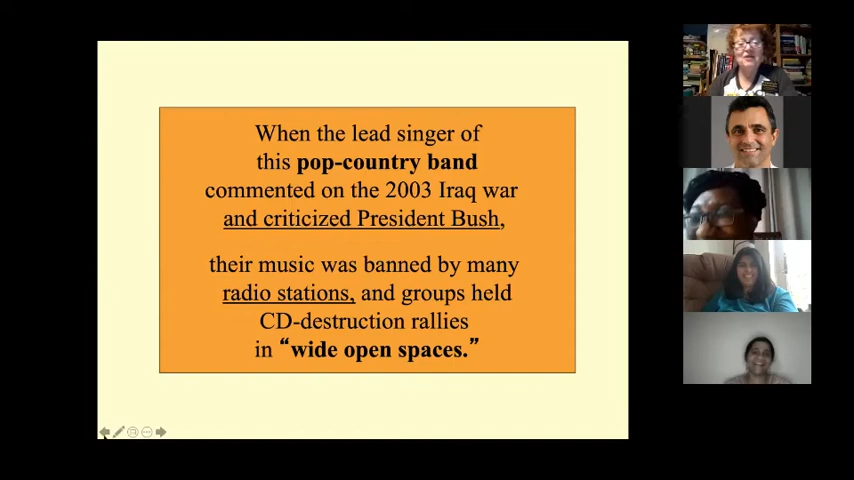 When the lead singer of
this pop-country band
commented on the 2003 Iraq war
and criticized President Bush,
their music was banned by many
radio stations, and groups held
CD-destruction rallies
in “wide open spaces.”